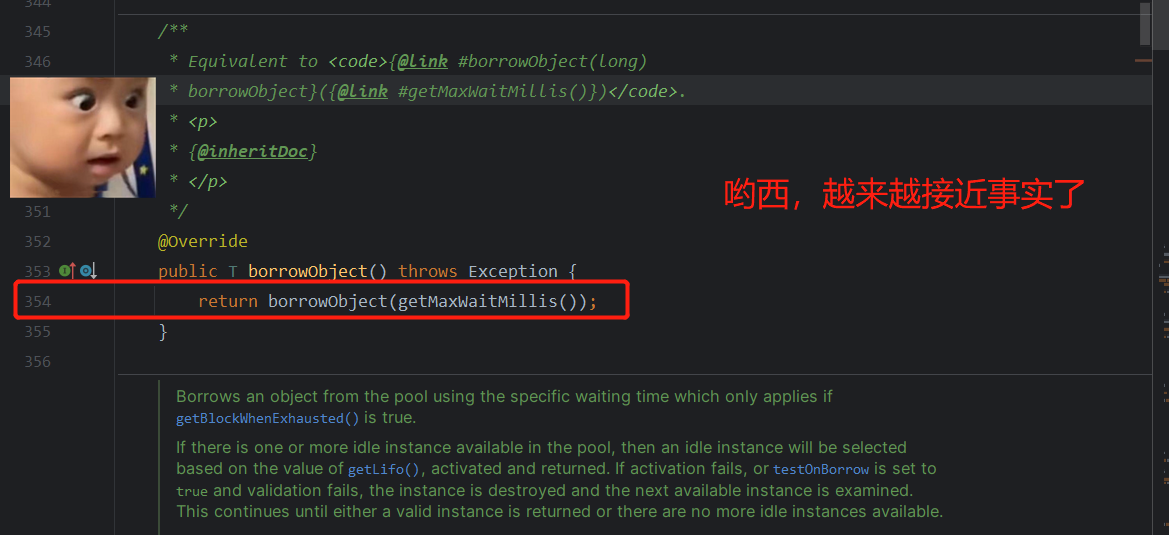 344
345 /**
346 * Equivalent to <code>{@link #borrowObject(long)
* borrowObject}({@link #getMaxWaitMillis()})</code>.
* <p>
* {@inheritDoc}
* </p>
哟西，越来越接近事实了
351 */
352 @Override
353 public T borrowObject() throws Exception {
354 return borrowObject(getMaxWaitMillis());
355 }
356
Borrows an object from the pool using the specific waiting time which only applies if
getBlockWhenExhausted() is true.
If there is one or more idle instance available in the pool, then an idle instance will be selected
based on the value of getLifo(), activated and returned. If activation fails, or testOnBorrow is set to
true and validation fails, the instance is destroyed and the next available instance is examined.
This continues until either a valid instance is returned or there are no more idle instances available.